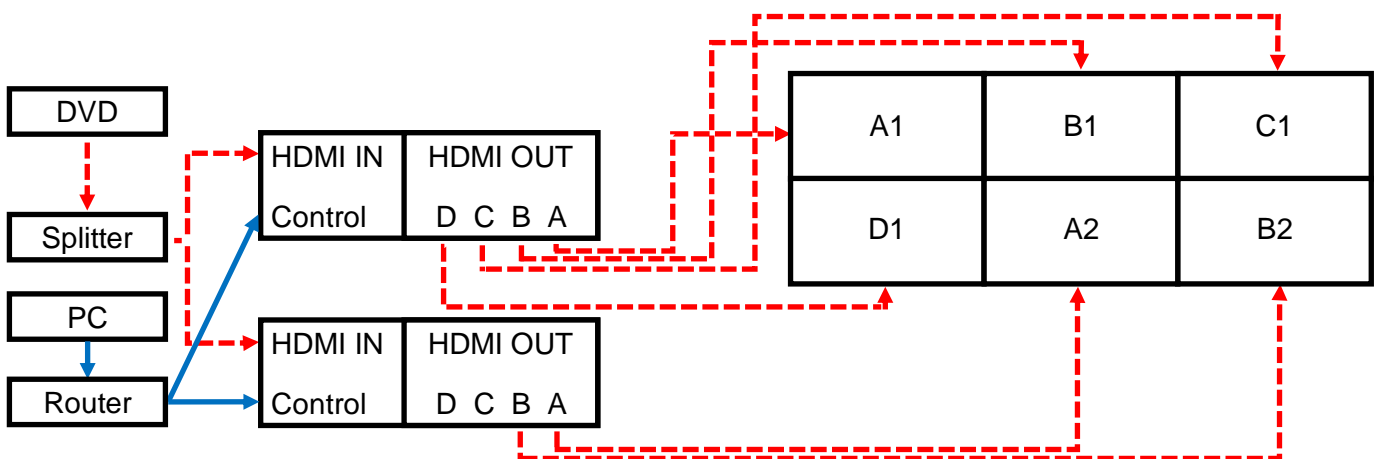 DVD
Splitter
PC
Router
HDMI IN
Control
HDMI OUT
D C B A
HDMI IN
Control
HDMI OUT
D C B A
A1
B1
C1
D1
A2
B2